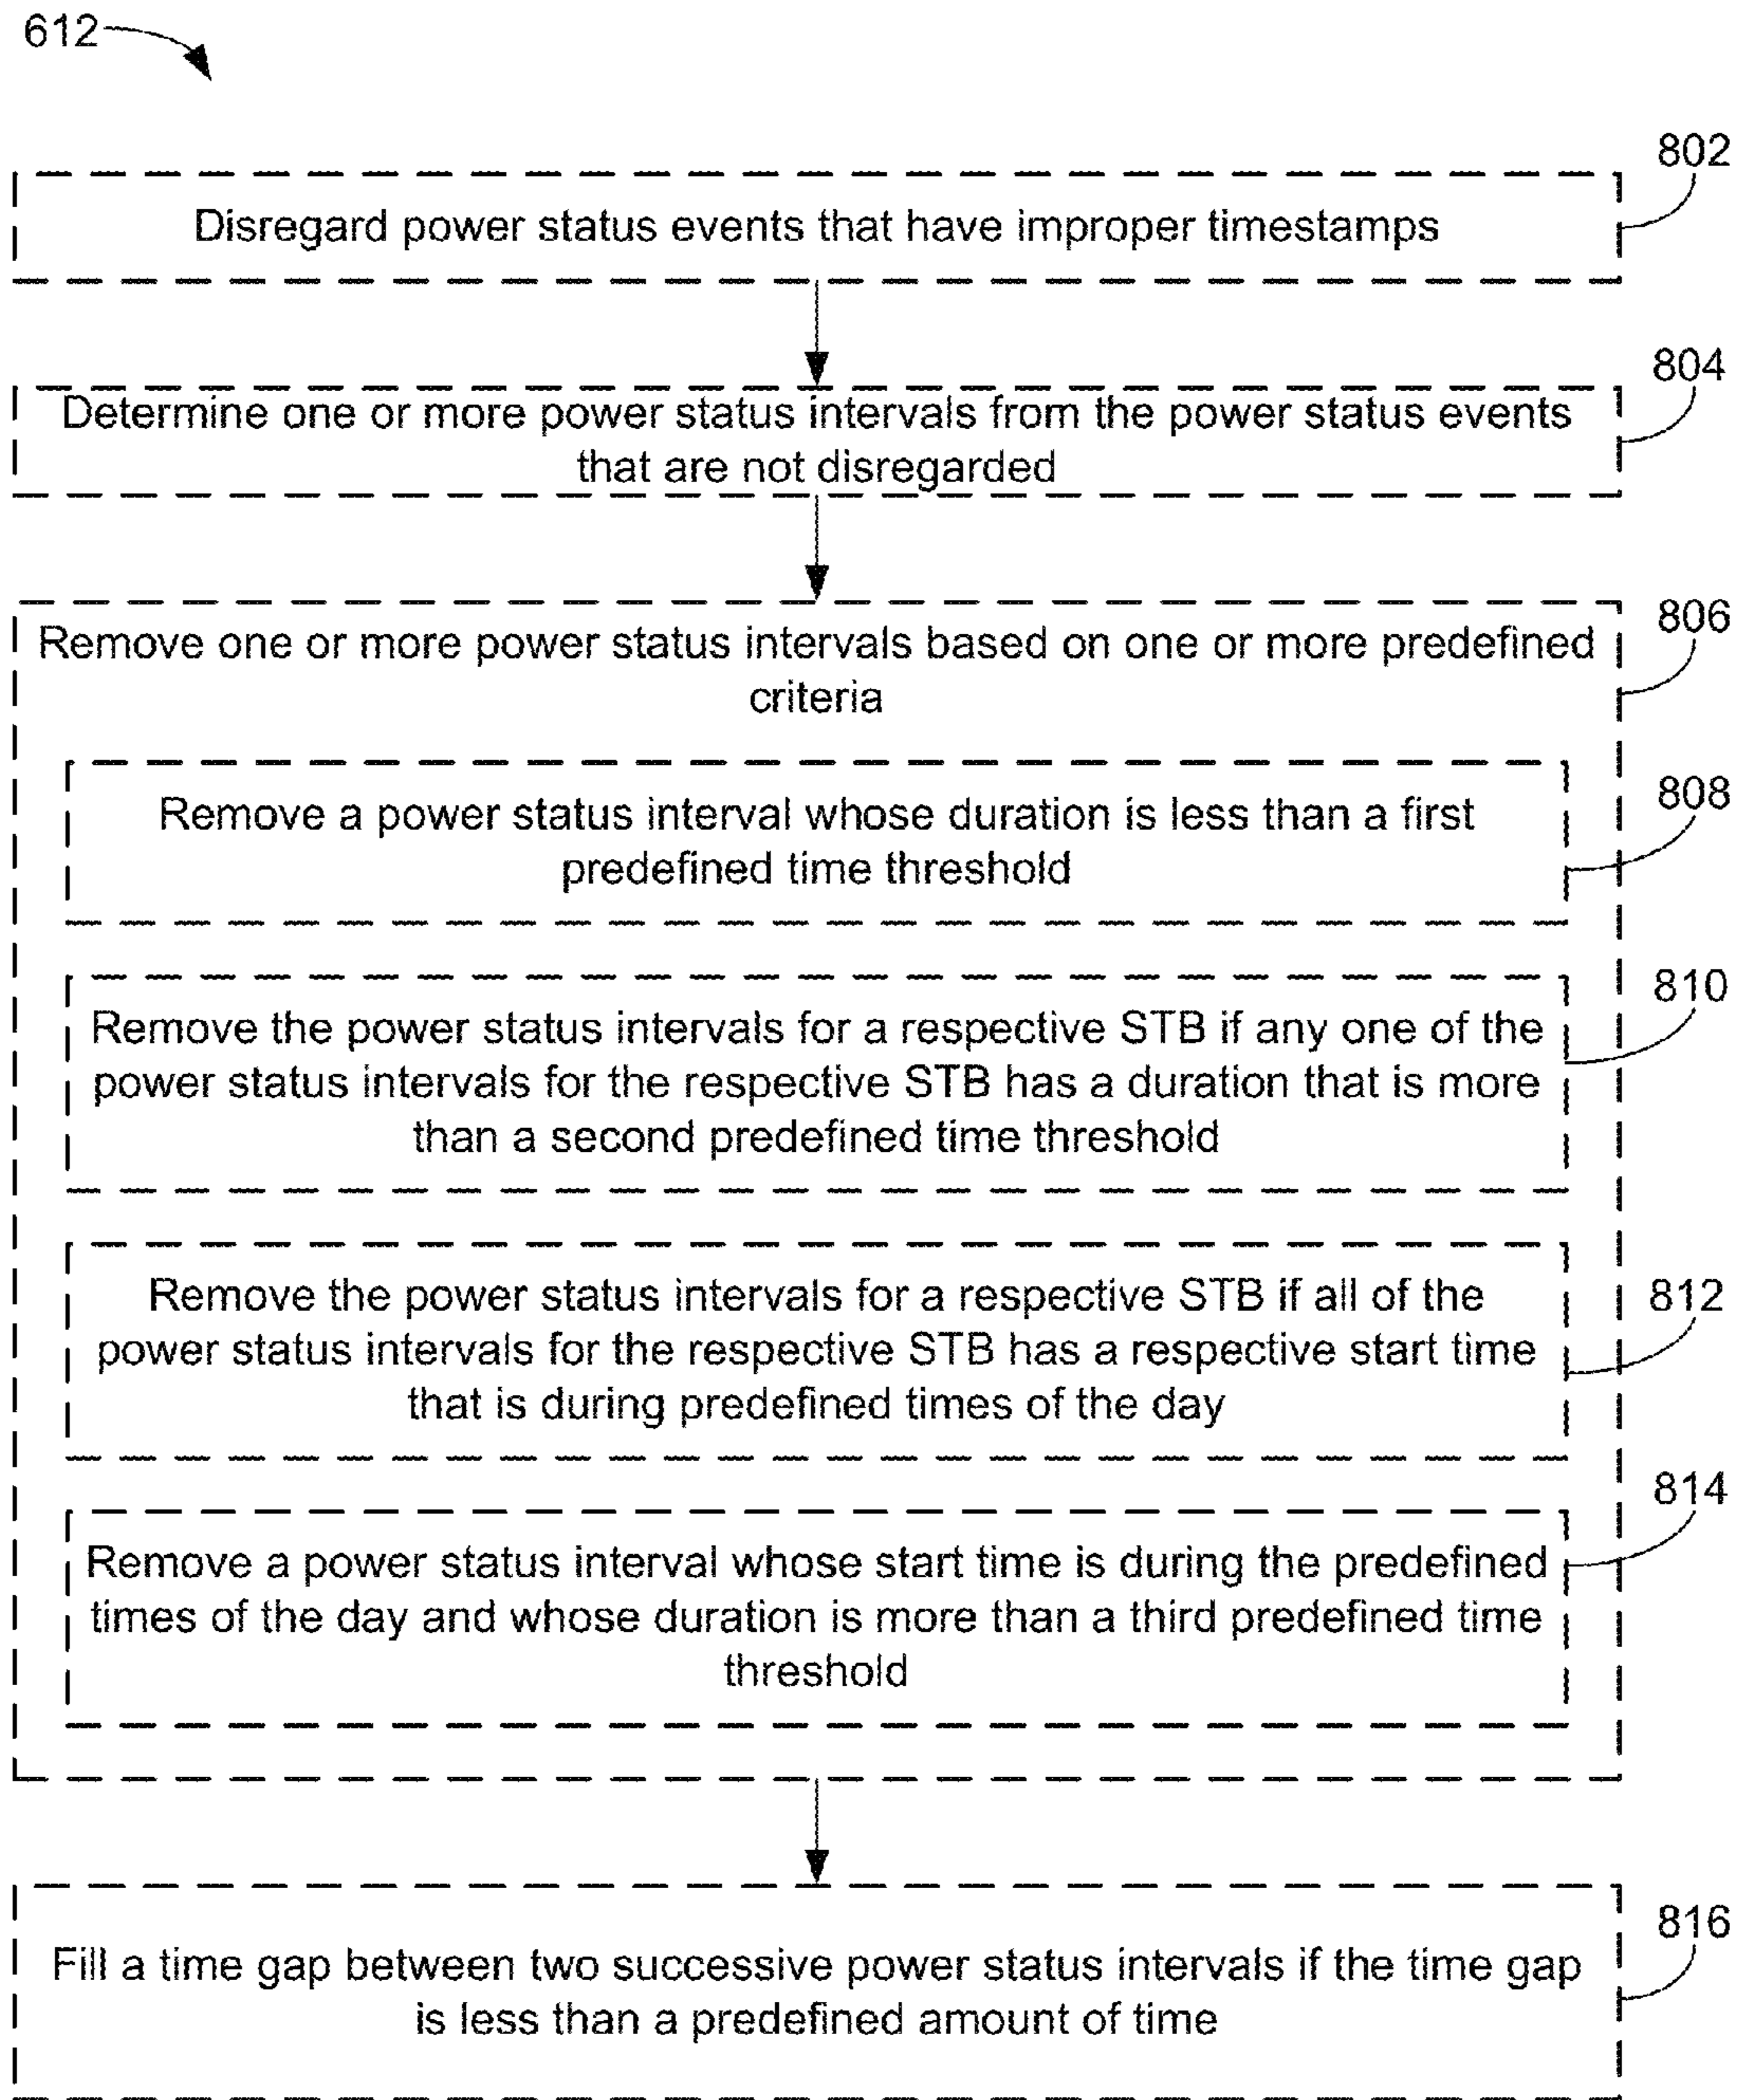 612
802
Disregard power status events that have improper timestamps
804
Determine one or more power status intervals from the power status events
that are not disregarded
806
Remove one or more power status intervals based on one or more predefined
criteria
808
Remove a power status interval whose duration is less than a first
predefined time threshold
810
Remove the power status intervals for a respective STB if any one of the
power status intervals for the respective STB has a duration that is more
than a second predefined time threshold
812
Remove the power status intervals for a respective STB if all of the
power status intervals for the respective STB has a respective start time
that is during predefined times of the day
814
Remove a power status interval whose start time is during the predefined
times of the day and whose duration is more than a third predefined time
threshold
816
Fill a time gap between two successive power status intervals if the time gap
is less than a predefined amount of time